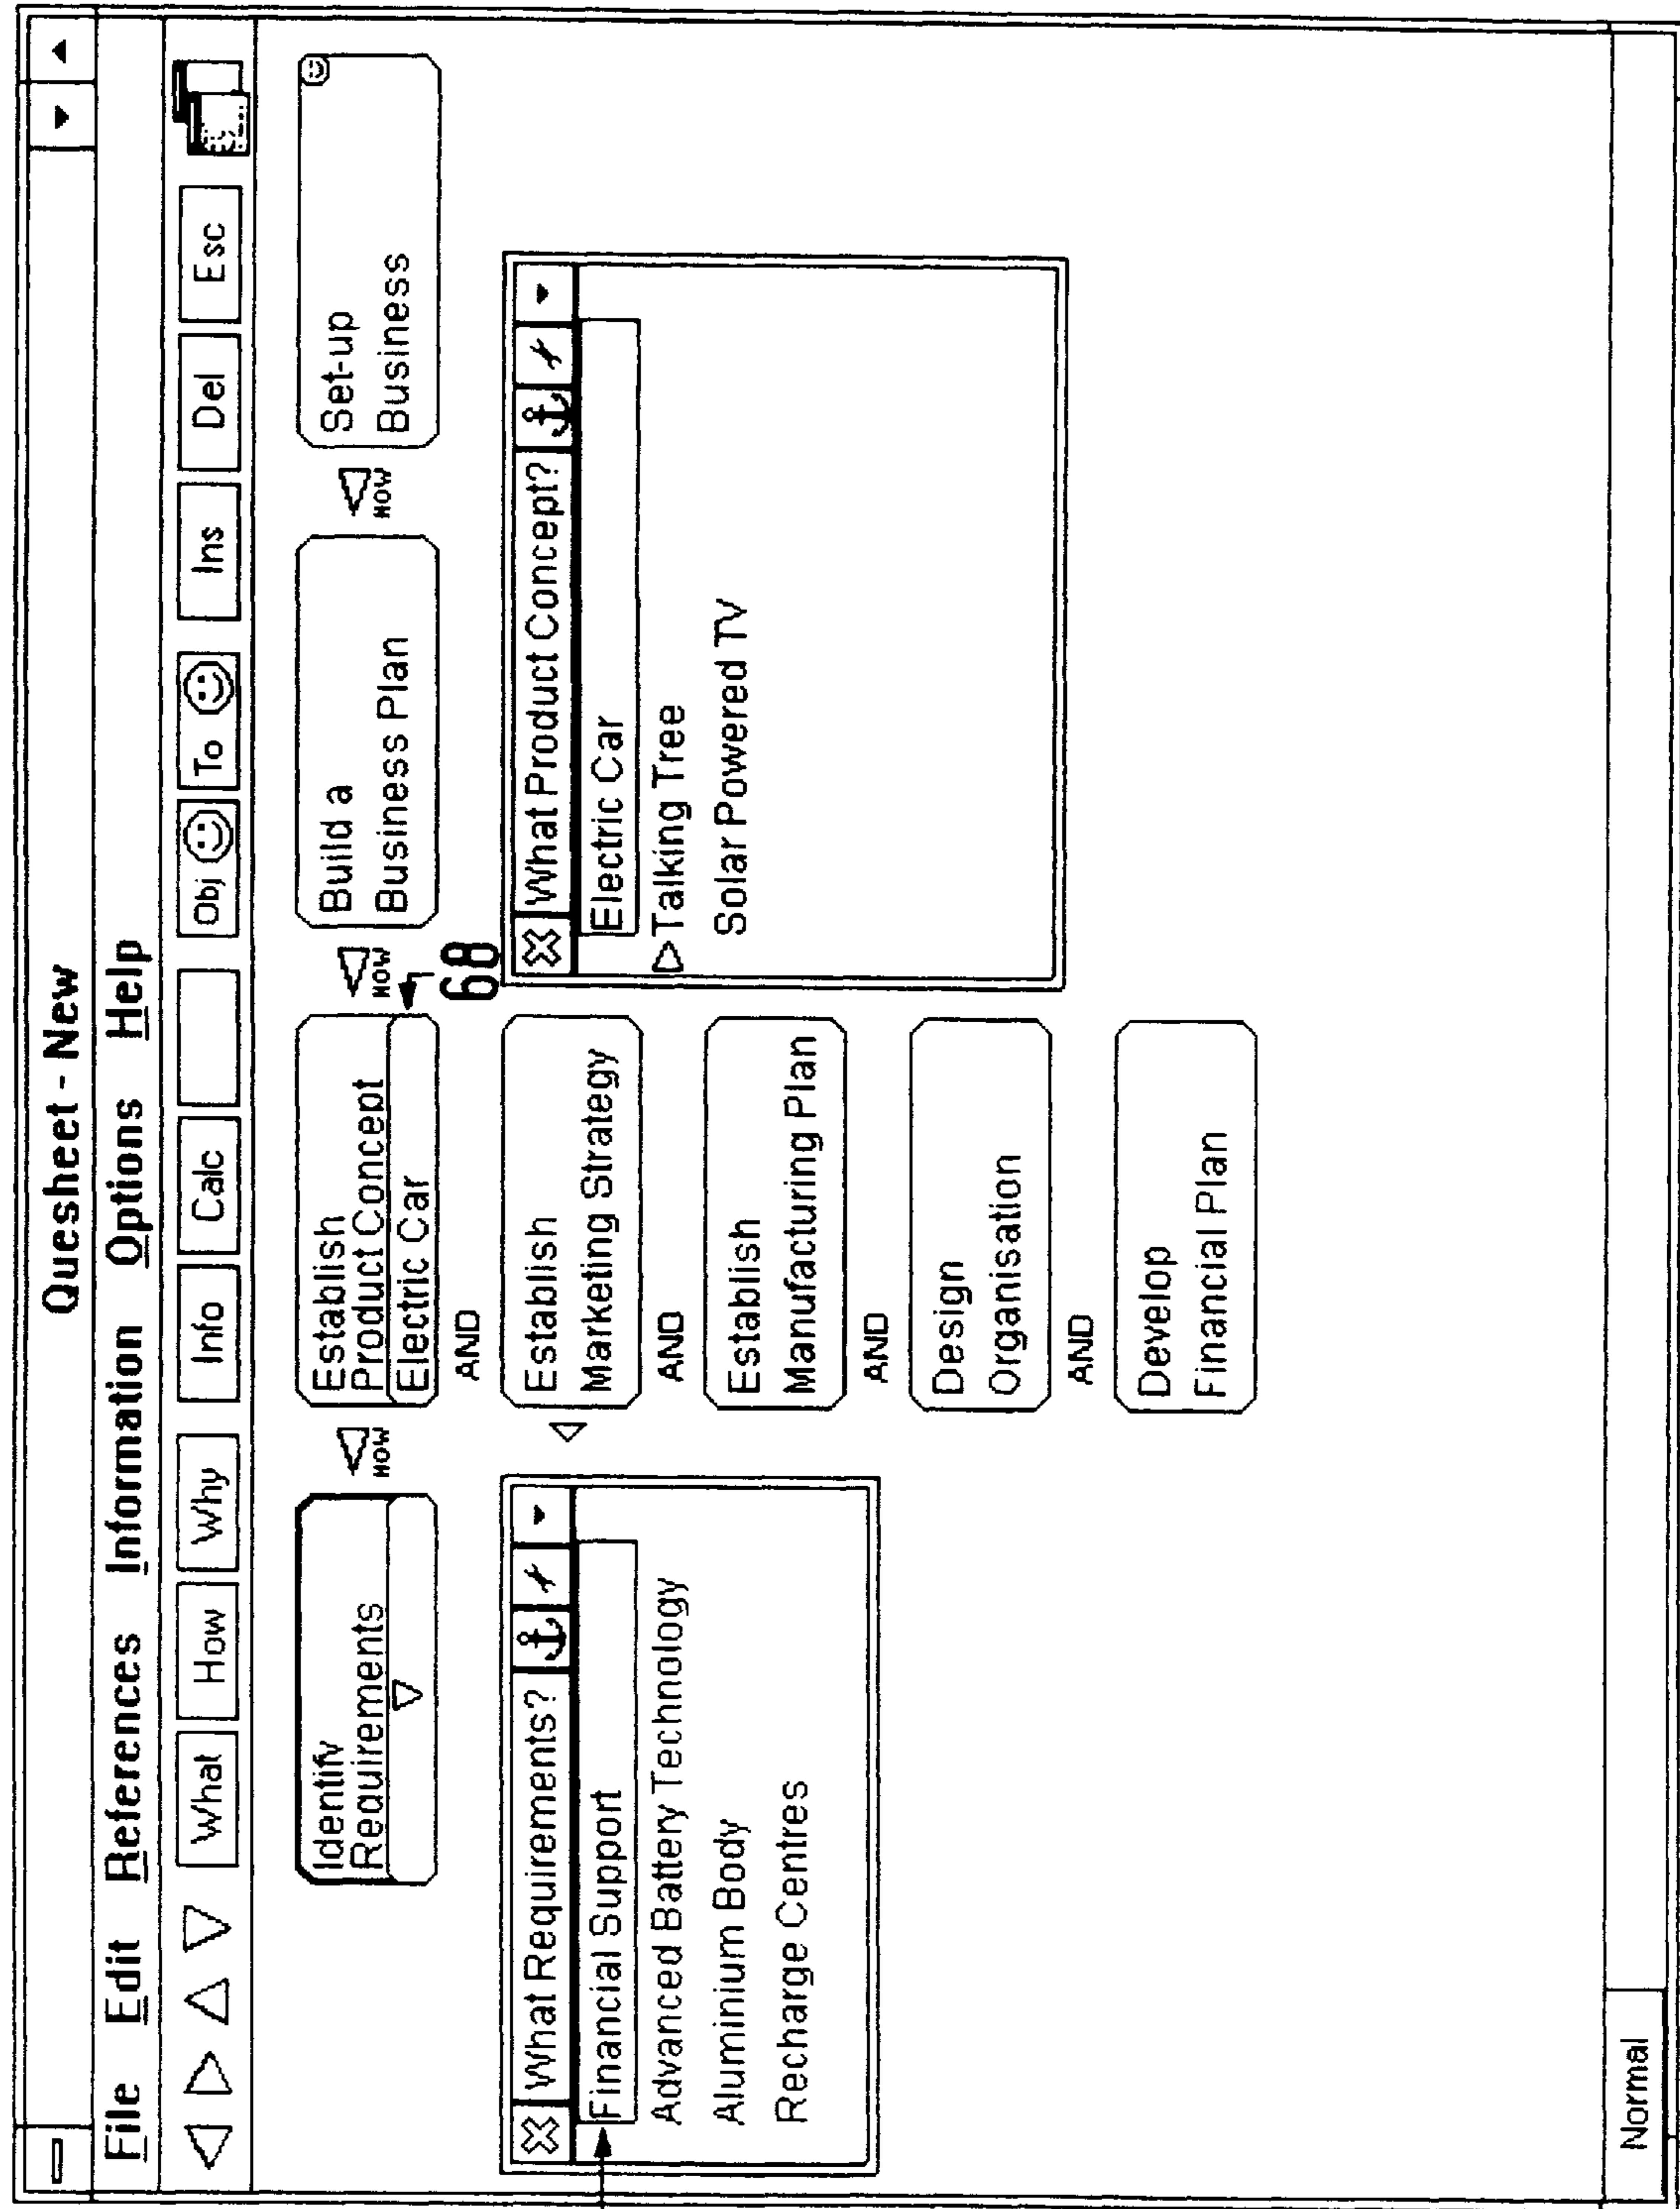 Quesheet - New
File Edit References Information Options Help
What How Why Info Calc Obj To Ins Del Esc
Identify
Requirements
HOW
Establish
Product Concept
Electric Car
HOW
Build a
Business Plan
HOW
Set-up
Business
68
AND
What Requirements?
Financial Support
Advanced Battery Technology
Aluminium Body
Recharge Centres
Establish
Marketing Strategy
AND
Establish
Manufacturing Plan
AND
Design
Organisation
AND
Develop
Financial Plan
What Product Concept?
Electric Car
Talking Tree
Solar Powered TV
Normal